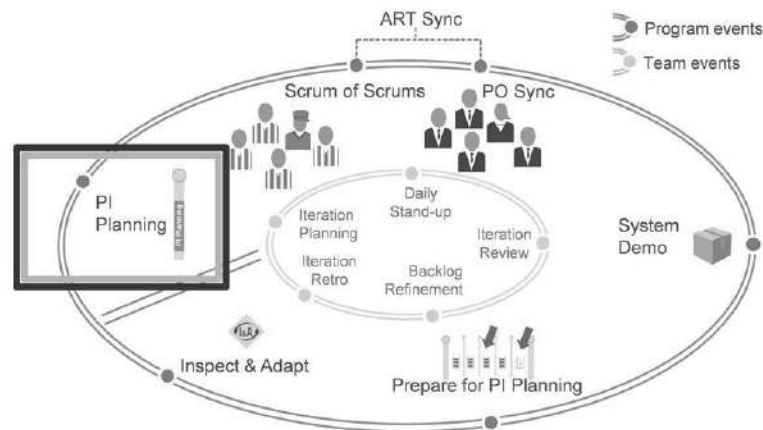 ART Sync
Program events
Team events
Scrum of Scrums
PO Sync
PI
Planning
PI Planning
Daily
Stand-up
Iteration
Planning
Iteration
Review
System
Demo
Iteration
Retro
Backlog
Refinement
I&A
Inspect & Adapt
Prepare for PI Planning